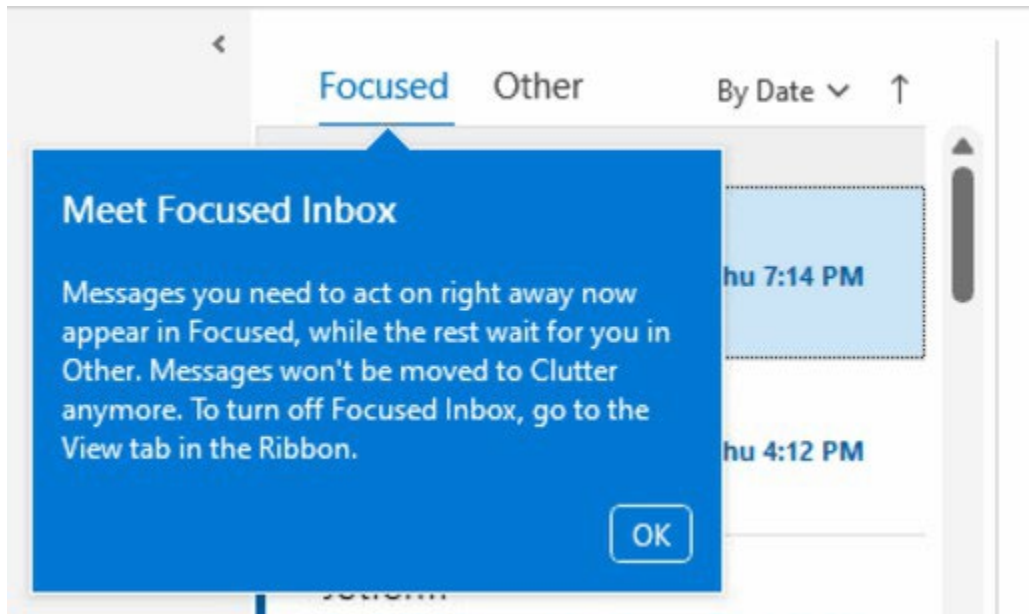 Focused Other By Date
Meet Focused Inbox
Messages you need to act on right away now
appear in Focused, while the rest wait for you in
Other. Messages won't be moved to Clutter
anymore. To turn off Focused Inbox, go to the
View tab in the Ribbon.
OK
hu 7:14 PM
hu 4:12 PM